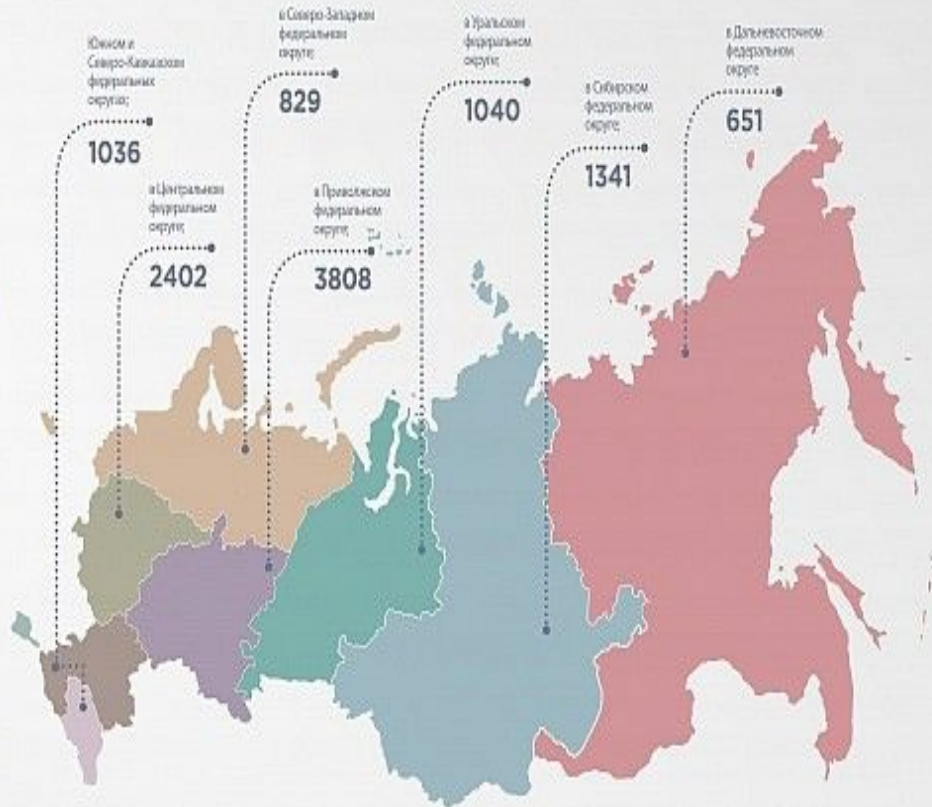 Южном и
Северо-Кавказском
федеральных
округах;
1036
в Северо-Западном
федеральном
округе;
829
в Уральском
федеральном
округе;
1040
в Дальневосточном
федеральном
округе
651
в Сибирском
федеральном
округе;
1341
в Центральном
федеральном
округе;
2402
в Приволжском
федеральном
округе;
3808